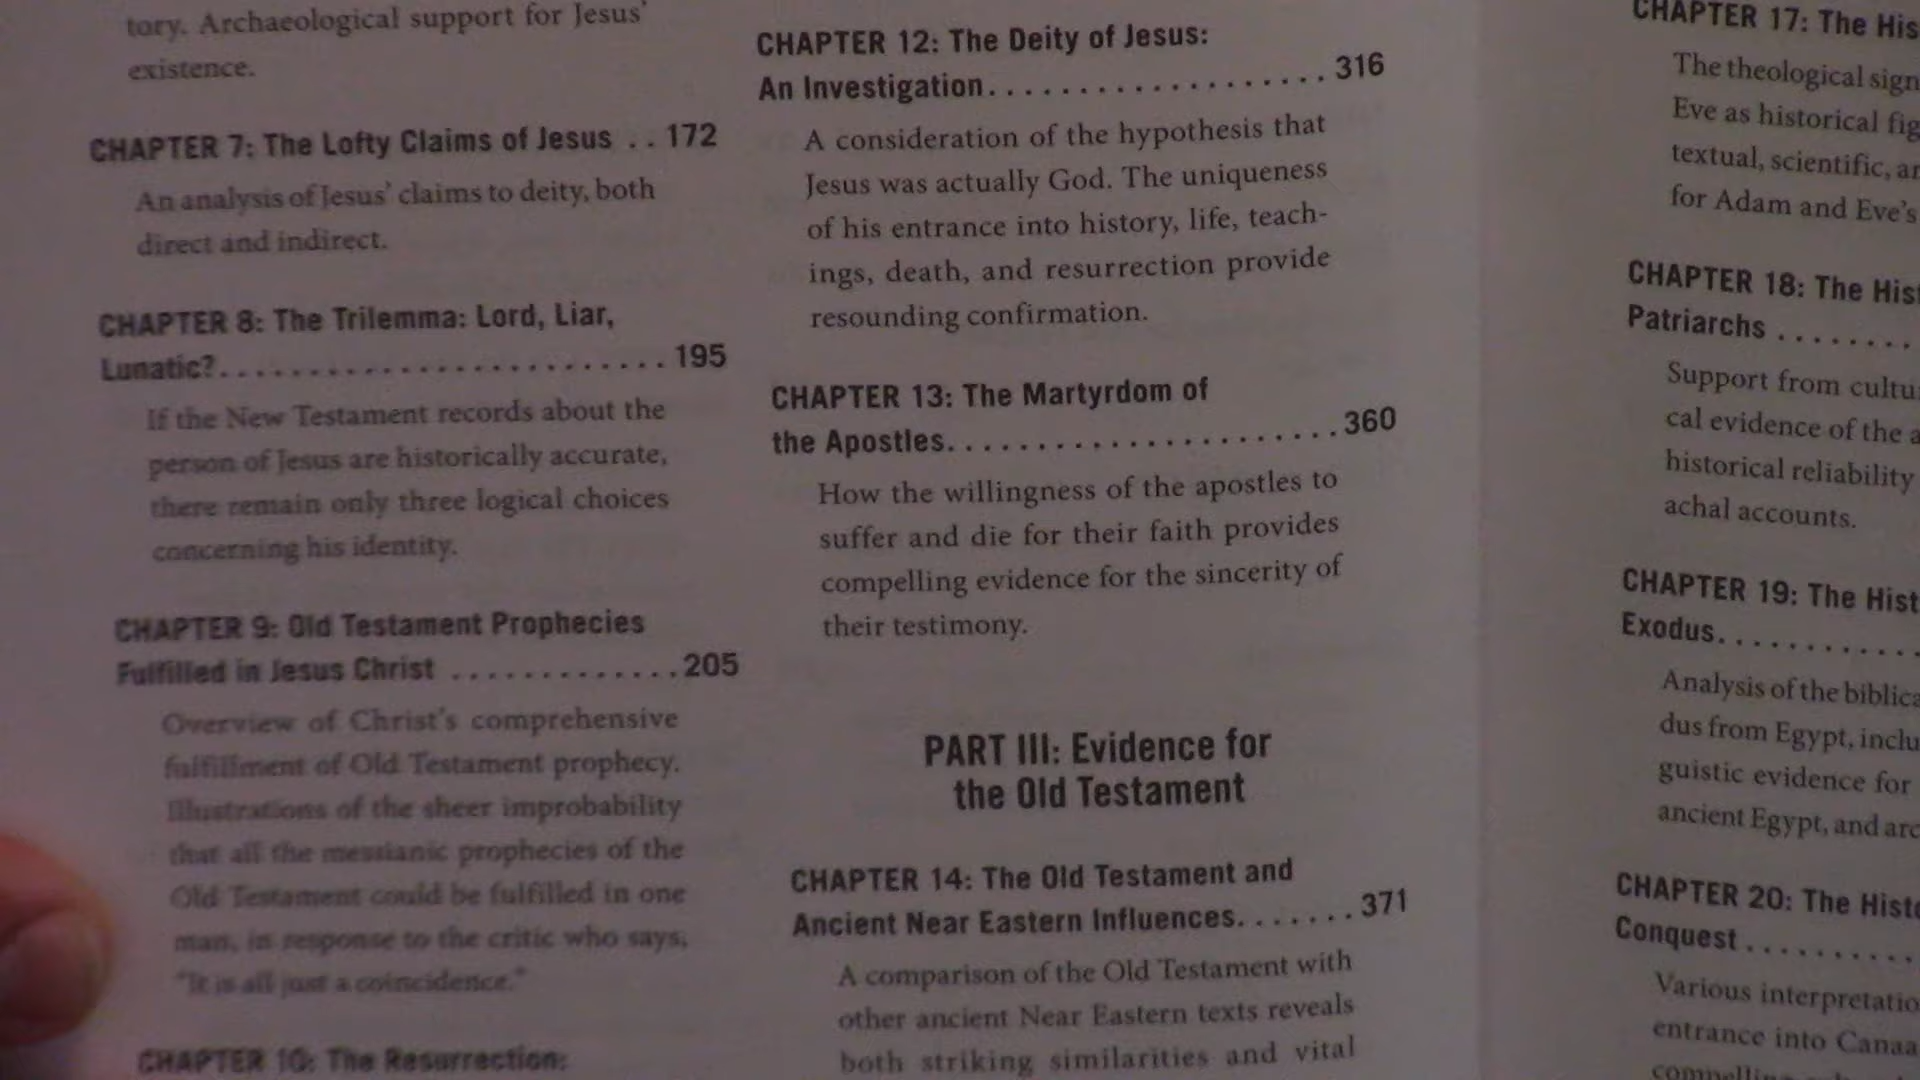 tory. Archaeological support for Jesus'
existence.
CHAPTER 7: The Lofty Claims of Jesus . . 172
An analysis of Jesus' claims to deity, both
direct and indirect.
CHAPTER 8: The Trilemma: Lord, Liar,
Lunatic?. . . . . . . . . . . . . . . . . . . . . . . . 195
If the New Testament records about the
person of Jesus are historically accurate,
there remain only three logical choices
concerning his identity.
CHAPTER 9: Old Testament Prophecies
Fulfilled in Jesus Christ . . . . . . . . . . . . 205
Overview of Christ's comprehensive
fulfillment of Old Testament prophecy.
Illustrations of the sheer improbability
that all the messianic prophecies of the
Old Testament could be fulfilled in one
man, in response to the critic who says,
"It is all just a coincidence."
CHAPTER 10: The Resurrection:
CHAPTER 12: The Deity of Jesus:
An Investigation. . . . . . . . . . . . . . . . . . 316
A consideration of the hypothesis that
Jesus was actually God. The uniqueness
of his entrance into history, life, teach-
ings, death, and resurrection provide
resounding confirmation.
CHAPTER 13: The Martyrdom of
the Apostles. . . . . . . . . . . . . . . . . . . . . 360
How the willingness of the apostles to
suffer and die for their faith provides
compelling evidence for the sincerity of
their testimony.
PART III: Evidence for
the Old Testament
CHAPTER 14: The Old Testament and
Ancient Near Eastern Influences. . . . . . . 371
A comparison of the Old Testament with
other ancient Near Eastern texts reveals
both striking similarities and vital
CHAPTER 17: The His
The theological sign
Eve as historical fig
textual, scientific, an
for Adam and Eve's
CHAPTER 18: The Hist
Patriarchs . . . . . . . .
Support from cultu
cal evidence of the a
historical reliability
achal accounts.
CHAPTER 19: The Hist
Exodus. . . . . . . . . . . .
Analysis of the biblica
dus from Egypt, inclu
guistic evidence for
ancient Egypt, and arc
CHAPTER 20: The Histo
Conquest . . . . . . . . . .
Various interpretatio
entrance into Canaa